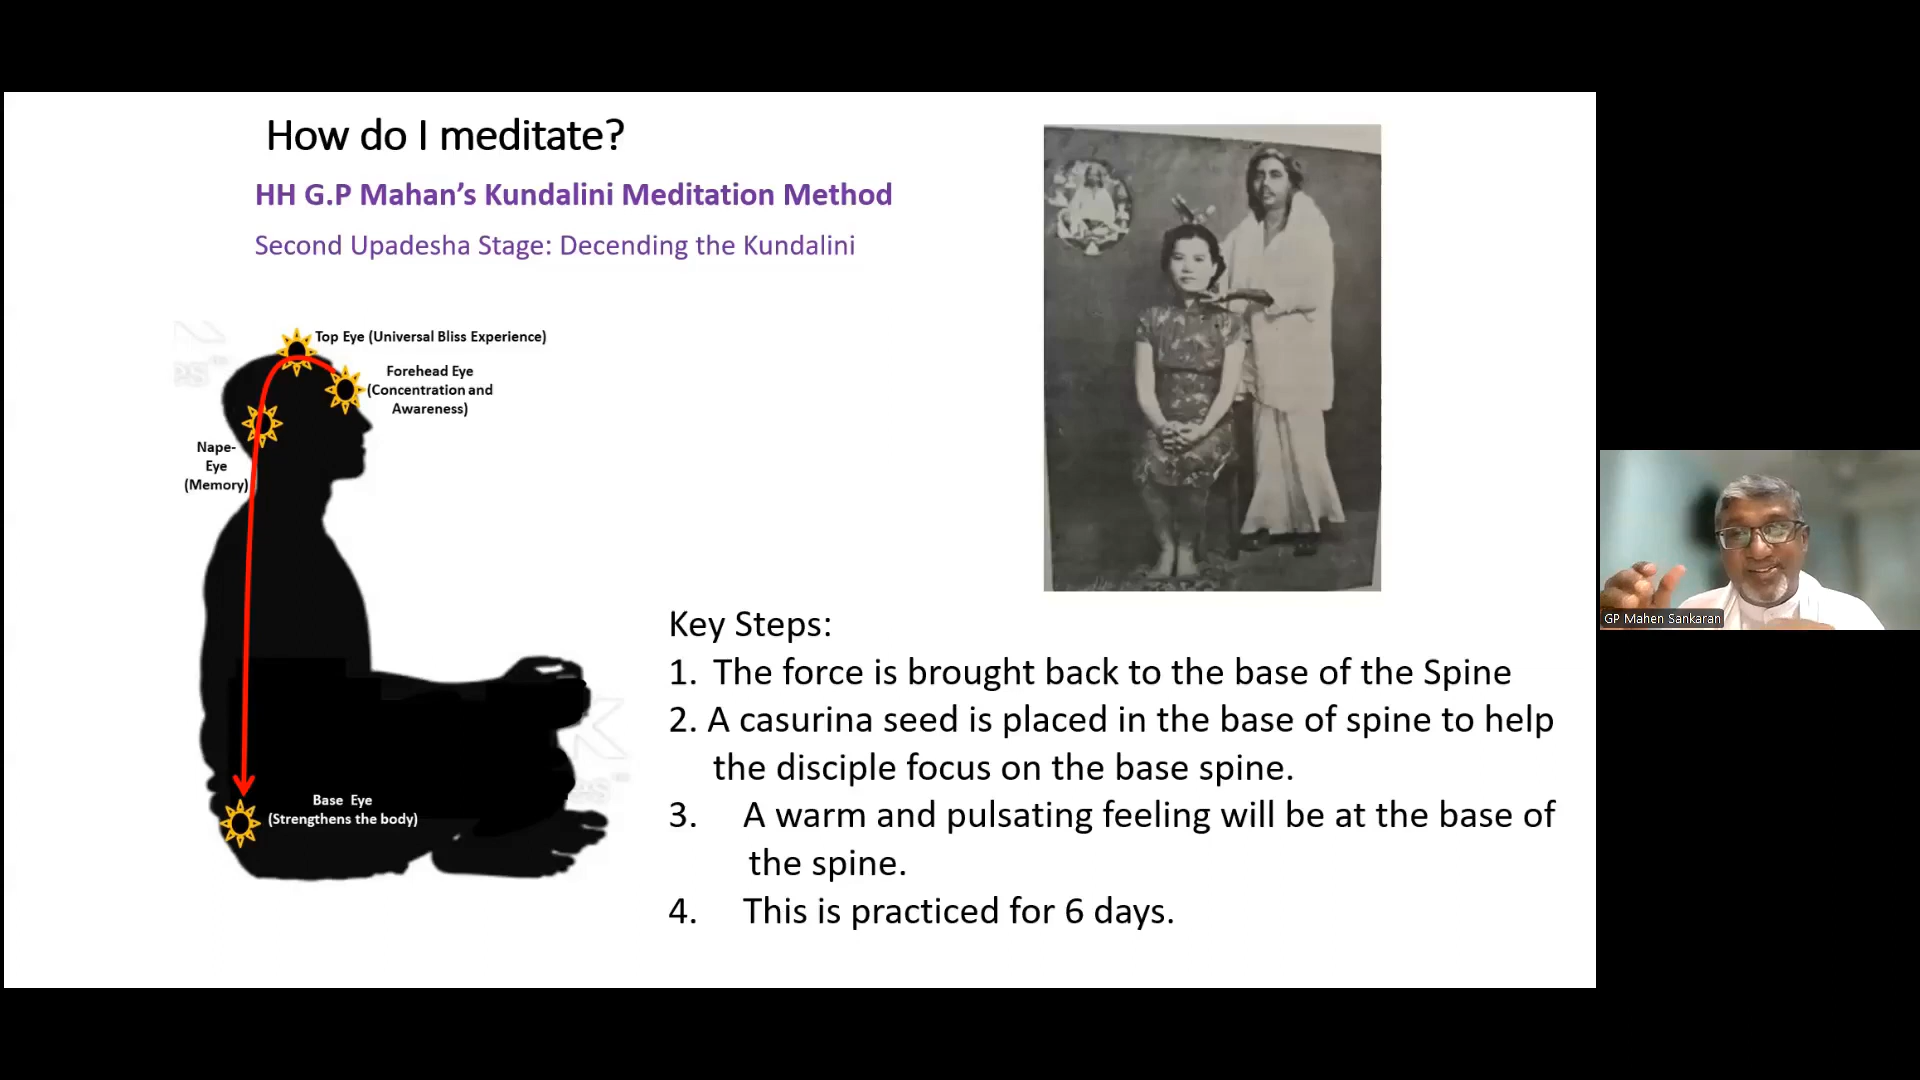 How do I meditate?
HH G.P Mahan’s Kundalini Meditation Method
Second Upadesha Stage: Decending the Kundalini
Top Eye (Universal Bliss Experience)
Forehead Eye
(Concentration and
Awareness)
Nape-
Eye
(Memory)
Base Eye
(Strengthens the body)
Key Steps:
1. The force is brought back to the base of the Spine
2. A casurina seed is placed in the base of spine to help
the disciple focus on the base spine.
3. A warm and pulsating feeling will be at the base of
the spine.
4. This is practiced for 6 days.
GP Mahen Sankaran